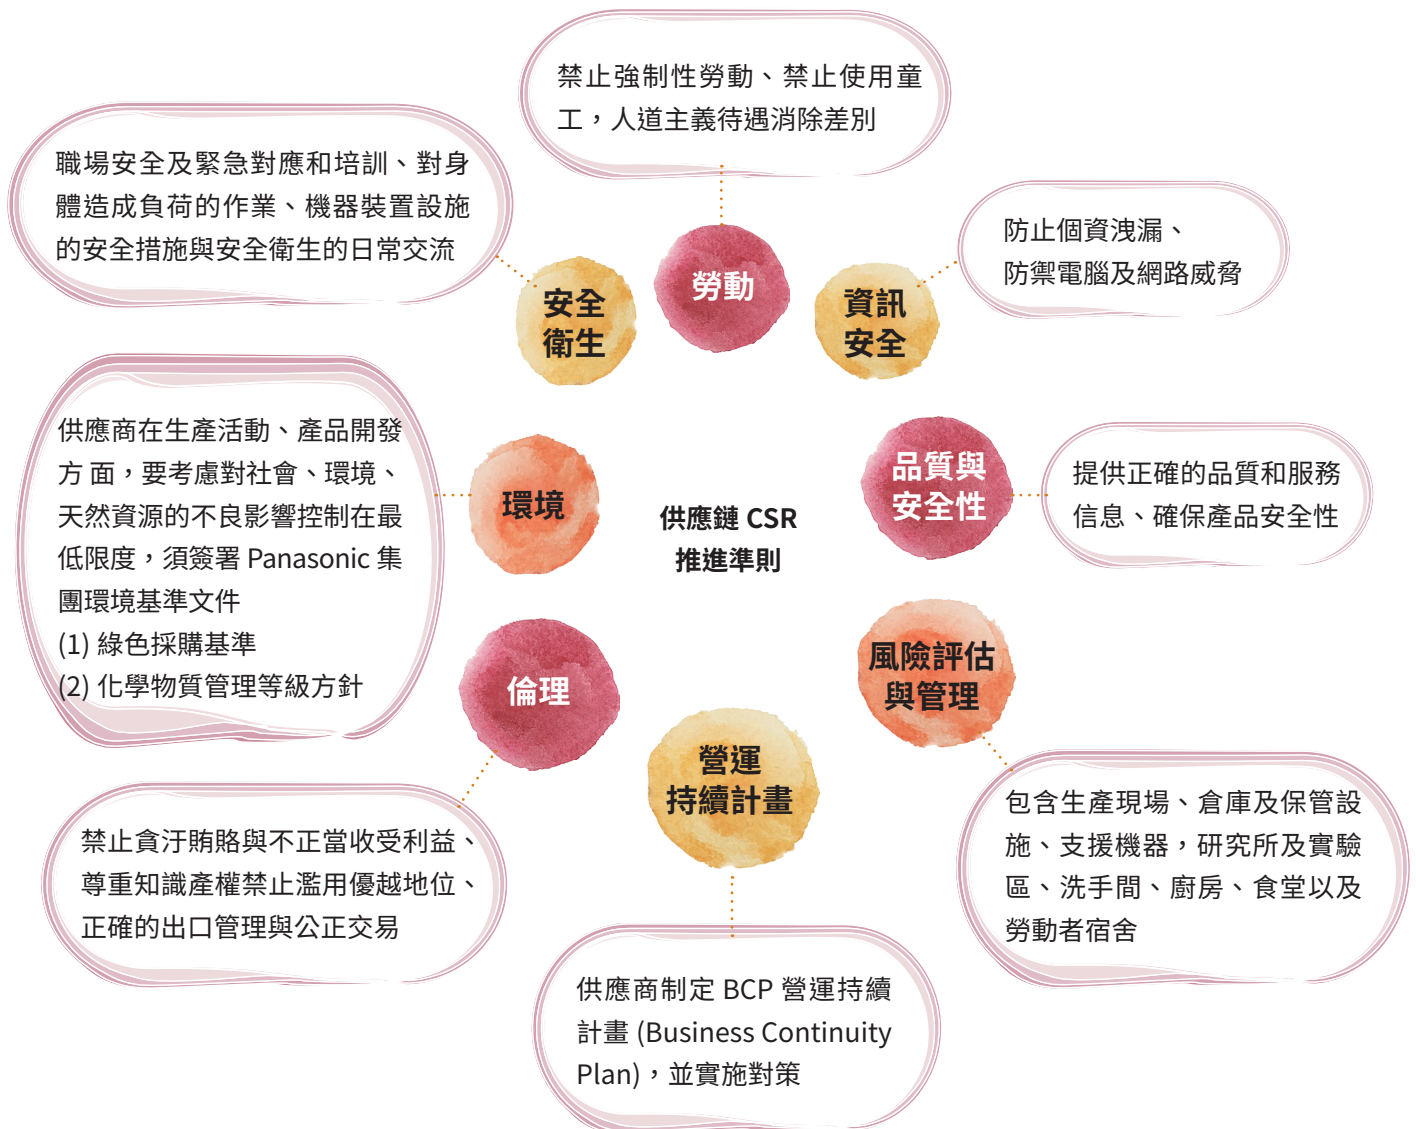 禁止強制性勞動、禁止使用童
工，人道主義待遇消除差別
職場安全及緊急對應和培訓、對身
體造成負荷的作業、機器裝置設施
的安全措施與安全衛生的日常交流
防止個資洩漏、
防禦電腦及網路威脅
勞動
安全
衛生
資訊
安全
供應商在生產活動、產品開發
方 面，要考慮對社會、環境、
天然資源的不良影響控制在最
低限度，須簽署 Panasonic 集
團環境基準文件
(1) 綠色採購基準
(2) 化學物質管理等級方針
環境
供應鏈 CSR
推進準則
品質與
安全性
提供正確的品質和服務
信息、確保產品安全性
倫理
風險評估
與管理
營運
持續計畫
禁止貪汙賄賂與不正當收受利益、
尊重知識產權禁止濫用優越地位、
正確的出口管理與公正交易
包含生產現場、倉庫及保管設
施、支援機器，研究所及實驗
區、洗手間、廚房、食堂以及
勞動者宿舍
供應商制定 BCP 營運持續
計畫 (Business Continuity
Plan)，並實施對策